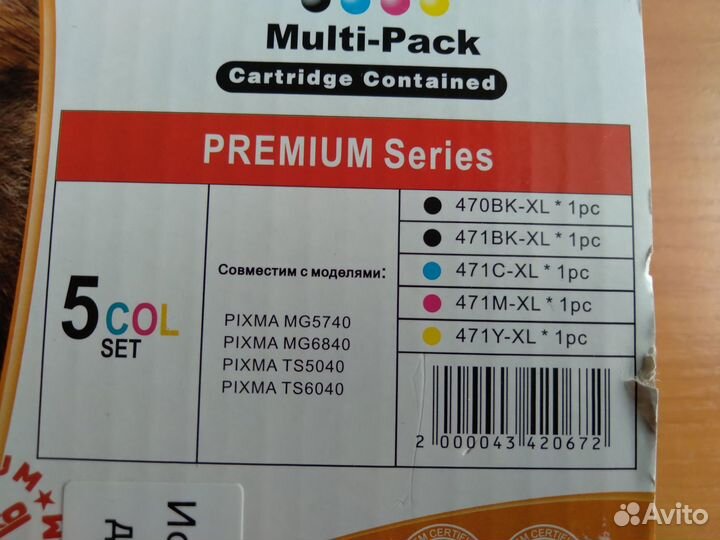 Multi-Pack
Cartridge Contained
PREMIUM Series
5 COL
SET
Совместим с моделями:
PIXMA MG5740
PIXMA MG6840
PIXMA TS5040
PIXMA TS6040
470BK-XL * 1pc
471BK-XL * 1pc
471C-XL * 1pc
471M-XL * 1pc
471Y-XL * 1pc
2 000043 420672
Avito